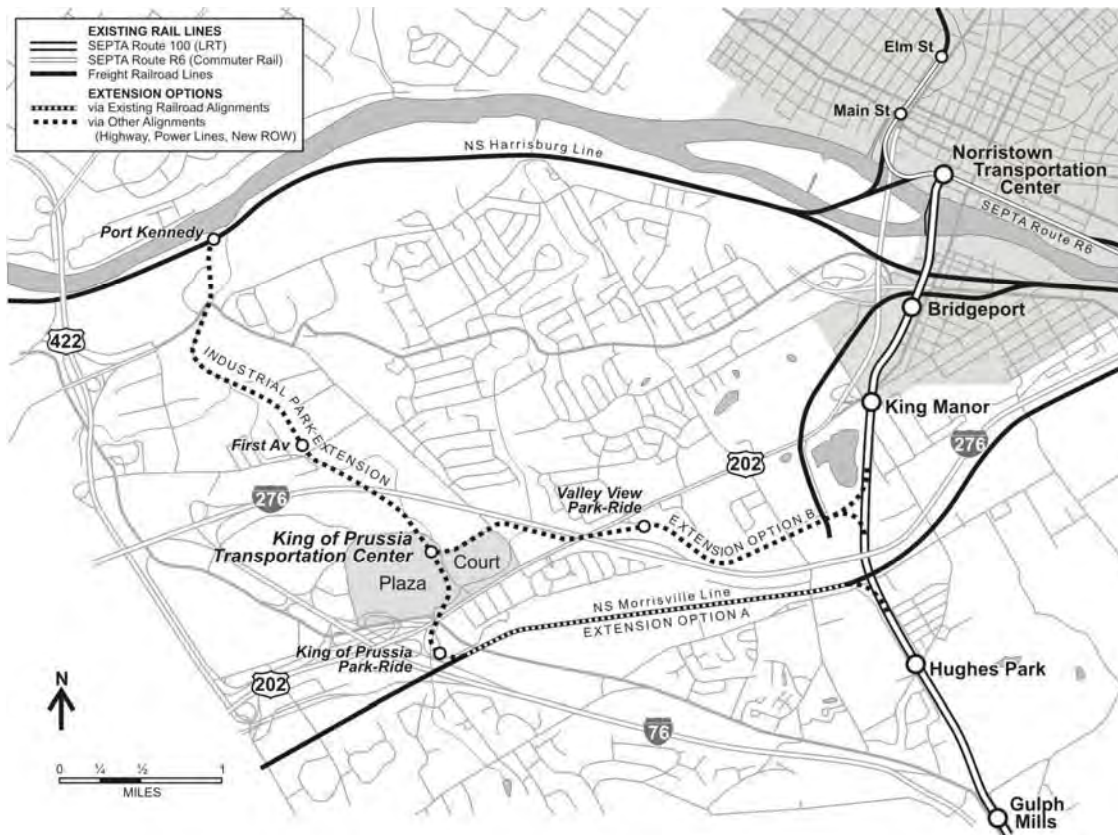 EXISTING RAIL LINES
SEPTA Route 100 (LRT)
SEPTA Route R6 (Commuter Rail)
Freight Railroad Lines
EXTENSION OPTIONS
via Existing Railroad Alignments
via Other Alignments
(Highway, Power Lines, New ROW)
Elm St
Main St
NS Harrisburg Line
Norristown
Transportation
Center
SEPTA Route R6
Port Kennedy
Bridgeport
422
INDUSTRIAL PARK EXTENSION
King Manor
First Av
276
202
276
Valley View
Park-Ride
EXTENSION OPTION B
King of Prussia
Transportation Center
Court
Plaza
NS Morrisville Line
EXTENSION OPTION A
King of Prussia
Park-Ride
Hughes Park
N
202
76
0 ¼ ½ 1
MILES
Gulph
Mills